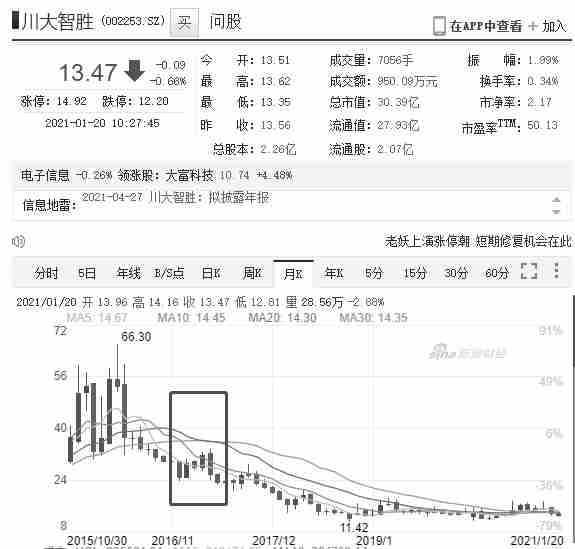 川大智胜 (002253.SZ) 买 问股 在APP中查看 + 加入
13.47 -0.09 -0.66%
涨停：14.92 跌停：12.20
2021-01-20 10:27:45
今开：13.51 成交量：7056手 振幅：1.99%
最高：13.62 成交额：950.09万元 换手率：0.34%
最低：13.35 总市值：30.39亿 市净率：2.17
昨收：13.56 流通值：27.93亿 市盈率TTM：50.13
总股本：2.26亿 流通股：2.07亿
电子信息 -0.26% 领涨股：大富科技 10.74 +4.48%
信息地雷：2021-04-27 川大智胜：拟披露年报
老妖上演张停潮 短期修复机会在此
分时 5日 年线 B/S点 日K 周K 月K 年K 5分 15分 30分 60分
2021/01/20 开 13.96 高 14.16 收 13.47 低 12.81 量 28.56万 -2.88%
MA5: 14.67 MA10: 14.45 MA20: 14.30 MA30: 14.35
72 91%
66.30
sina 新浪财经
56 49%
40 6%
24 -36%
11.42
8 -79%
2015/10/30 2016/11 2017/12 2019/1 2021/1/20